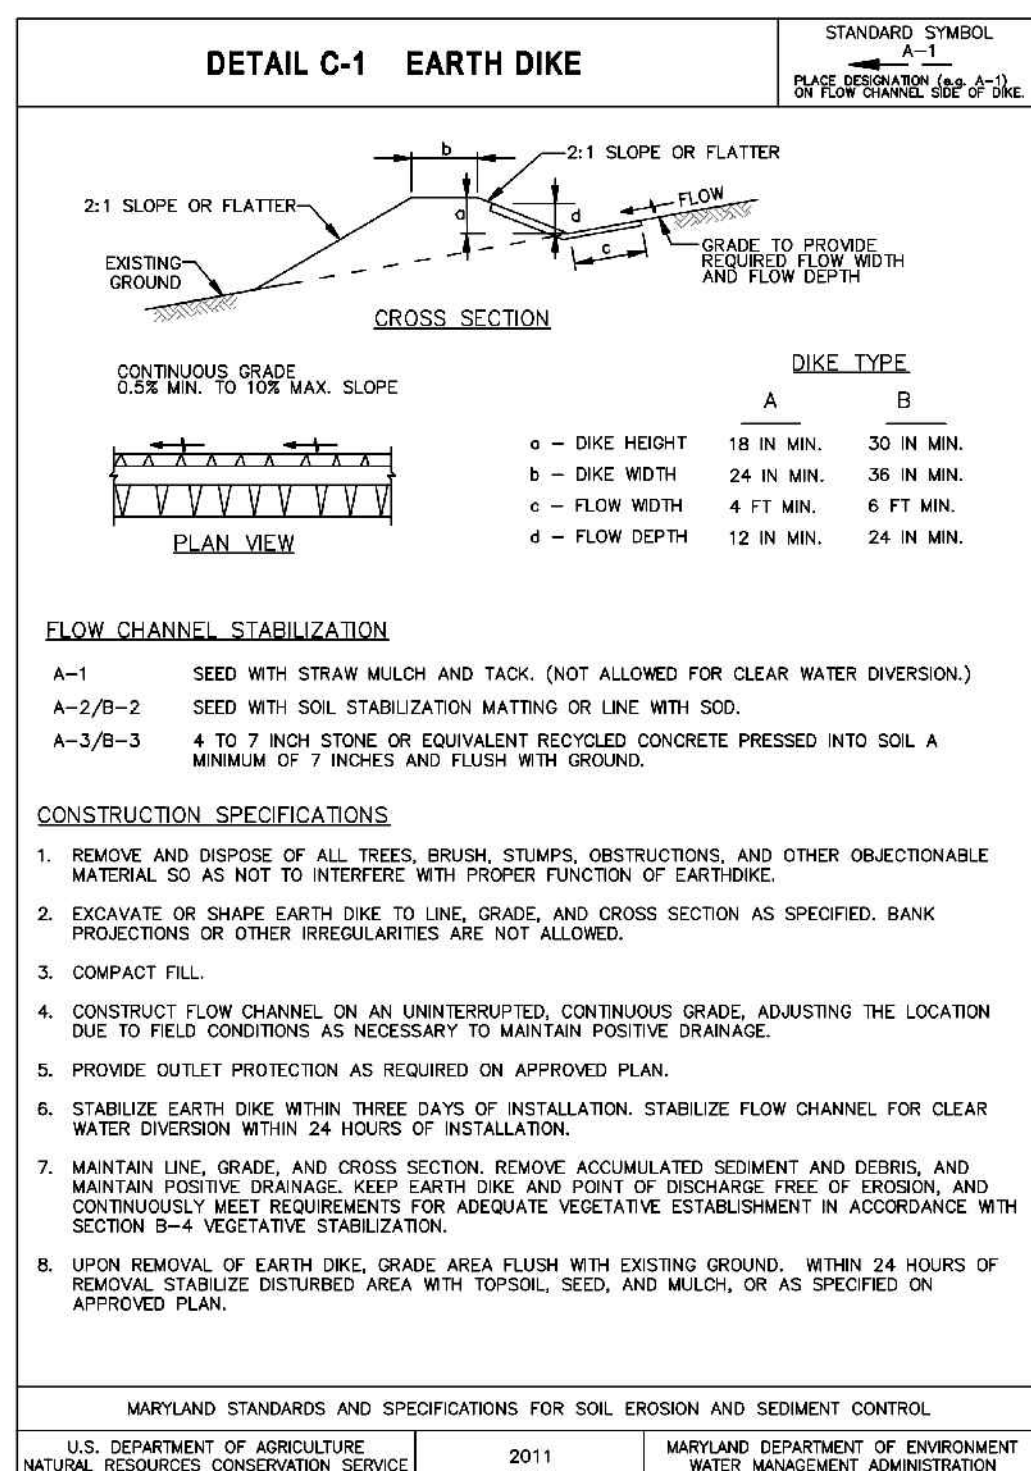 DETAIL C-1 EARTH DIKE
STANDARD SYMBOL
A-1
PLACE DESIGNATION (e.g. A-1)
ON FLOW CHANNEL SIDE OF DIKE.
b
2:1 SLOPE OR FLATTER
2:1 SLOPE OR FLATTER
a
d
FLOW
c
GRADE TO PROVIDE
REQUIRED FLOW WIDTH
AND FLOW DEPTH
EXISTING
GROUND
CROSS SECTION
CONTINUOUS GRADE
0.5% MIN. TO 10% MAX. SLOPE
PLAN VIEW
DIKE TYPE
A B
a - DIKE HEIGHT 18 IN MIN. 30 IN MIN.
b - DIKE WIDTH 24 IN MIN. 36 IN MIN.
c - FLOW WIDTH 4 FT MIN. 6 FT MIN.
d - FLOW DEPTH 12 IN MIN. 24 IN MIN.
FLOW CHANNEL STABILIZATION
A-1 SEED WITH STRAW MULCH AND TACK. (NOT ALLOWED FOR CLEAR WATER DIVERSION.)
A-2/B-2 SEED WITH SOIL STABILIZATION MATTING OR LINE WITH SOD.
A-3/B-3 4 TO 7 INCH STONE OR EQUIVALENT RECYCLED CONCRETE PRESSED INTO SOIL A
MINIMUM OF 7 INCHES AND FLUSH WITH GROUND.
CONSTRUCTION SPECIFICATIONS
1. REMOVE AND DISPOSE OF ALL TREES, BRUSH, STUMPS, OBSTRUCTIONS, AND OTHER OBJECTIONABLE
MATERIAL SO AS NOT TO INTERFERE WITH PROPER FUNCTION OF EARTHDIKE.
2. EXCAVATE OR SHAPE EARTH DIKE TO LINE, GRADE, AND CROSS SECTION AS SPECIFIED. BANK
PROJECTIONS OR OTHER IRREGULARITIES ARE NOT ALLOWED.
3. COMPACT FILL.
4. CONSTRUCT FLOW CHANNEL ON AN UNINTERRUPTED, CONTINUOUS GRADE, ADJUSTING THE LOCATION
DUE TO FIELD CONDITIONS AS NECESSARY TO MAINTAIN POSITIVE DRAINAGE.
5. PROVIDE OUTLET PROTECTION AS REQUIRED ON APPROVED PLAN.
6. STABILIZE EARTH DIKE WITHIN THREE DAYS OF INSTALLATION. STABILIZE FLOW CHANNEL FOR CLEAR
WATER DIVERSION WITHIN 24 HOURS OF INSTALLATION.
7. MAINTAIN LINE, GRADE, AND CROSS SECTION. REMOVE ACCUMULATED SEDIMENT AND DEBRIS, AND
MAINTAIN POSITIVE DRAINAGE. KEEP EARTH DIKE AND POINT OF DISCHARGE FREE OF EROSION, AND
CONTINUOUSLY MEET REQUIREMENTS FOR ADEQUATE VEGETATIVE ESTABLISHMENT IN ACCORDANCE WITH
SECTION B-4 VEGETATIVE STABILIZATION.
8. UPON REMOVAL OF EARTH DIKE, GRADE AREA FLUSH WITH EXISTING GROUND. WITHIN 24 HOURS OF
REMOVAL STABILIZE DISTURBED AREA WITH TOPSOIL, SEED, AND MULCH, OR AS SPECIFIED ON
APPROVED PLAN.
MARYLAND STANDARDS AND SPECIFICATIONS FOR SOIL EROSION AND SEDIMENT CONTROL
U.S. DEPARTMENT OF AGRICULTURE
NATURAL RESOURCES CONSERVATION SERVICE
2011
MARYLAND DEPARTMENT OF ENVIRONMENT
WATER MANAGEMENT ADMINISTRATION